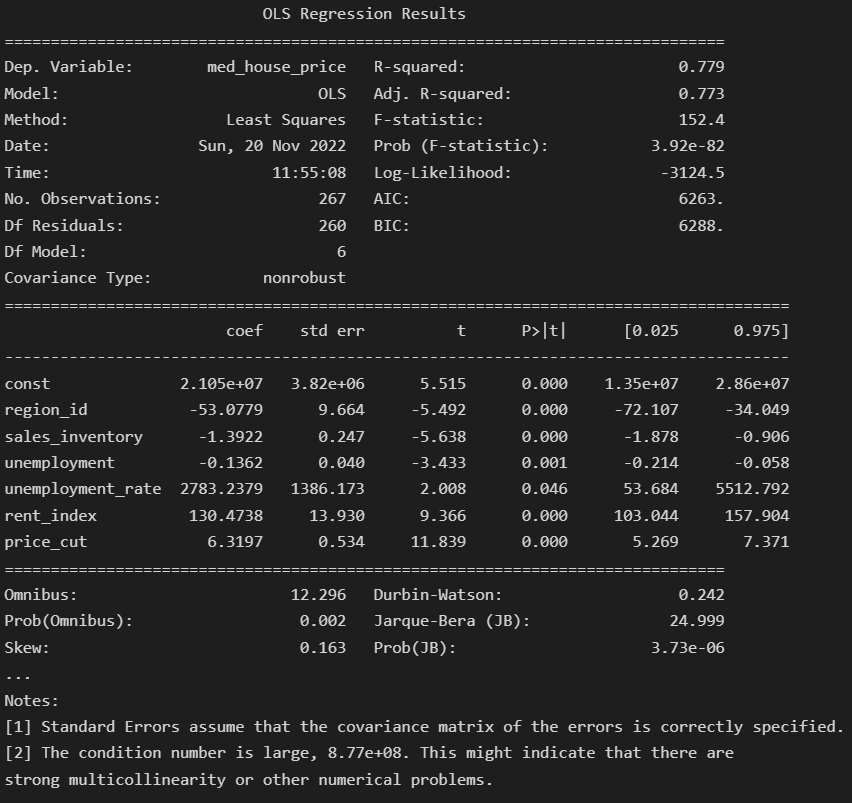 OLS Regression Results
==============================================================================
Dep. Variable:        med_house_price   R-squared:                       0.779
Model:                            OLS   Adj. R-squared:                  0.773
Method:                 Least Squares   F-statistic:                     152.4
Date:                Sun, 20 Nov 2022   Prob (F-statistic):           3.92e-82
Time:                        11:55:08   Log-Likelihood:                -3124.5
No. Observations:                 267   AIC:                             6263.
Df Residuals:                     260   BIC:                             6288.
Df Model:                           6
Covariance Type:            nonrobust
=====================================================================================
                        coef    std err          t      P>|t|      [0.025      0.975]
-------------------------------------------------------------------------------------
const              2.105e+07   3.82e+06      5.515      0.000    1.35e+07    2.86e+07
region_id           -53.0779      9.664     -5.492      0.000     -72.107     -34.049
sales_inventory      -1.3922      0.247     -5.638      0.000      -1.878      -0.906
unemployment         -0.1362      0.040     -3.433      0.001      -0.214      -0.058
unemployment_rate  2783.2379   1386.173      2.008      0.046      53.684    5512.792
rent_index          130.4738     13.930      9.366      0.000     103.044     157.904
price_cut             6.3197      0.534     11.839      0.000       5.269       7.371
==============================================================================
Omnibus:                       12.296   Durbin-Watson:                   0.242
Prob(Omnibus):                  0.002   Jarque-Bera (JB):               24.999
Skew:                           0.163   Prob(JB):                     3.73e-06
...
Notes:
[1] Standard Errors assume that the covariance matrix of the errors is correctly specified.
[2] The condition number is large, 8.77e+08. This might indicate that there are
strong multicollinearity or other numerical problems.